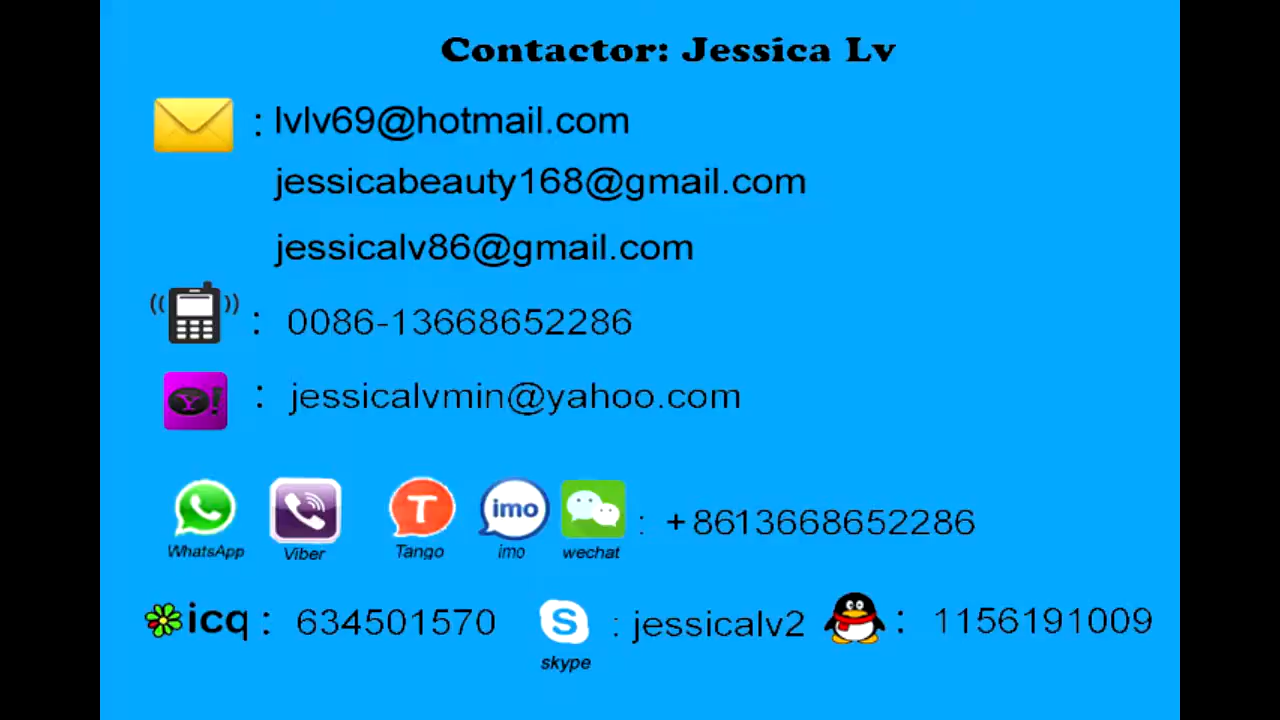 Contactor: Jessica Lv
: lvlv69@hotmail.com
jessicabeauty168@gmail.com
jessicalv86@gmail.com
: 0086-13668652286
Y! : jessicalvmin@yahoo.com
T imo : +8613668652286
WhatsApp Viber Tango imo wechat
icq : 634501570 S : jessicalv2 : 1156191009
skype